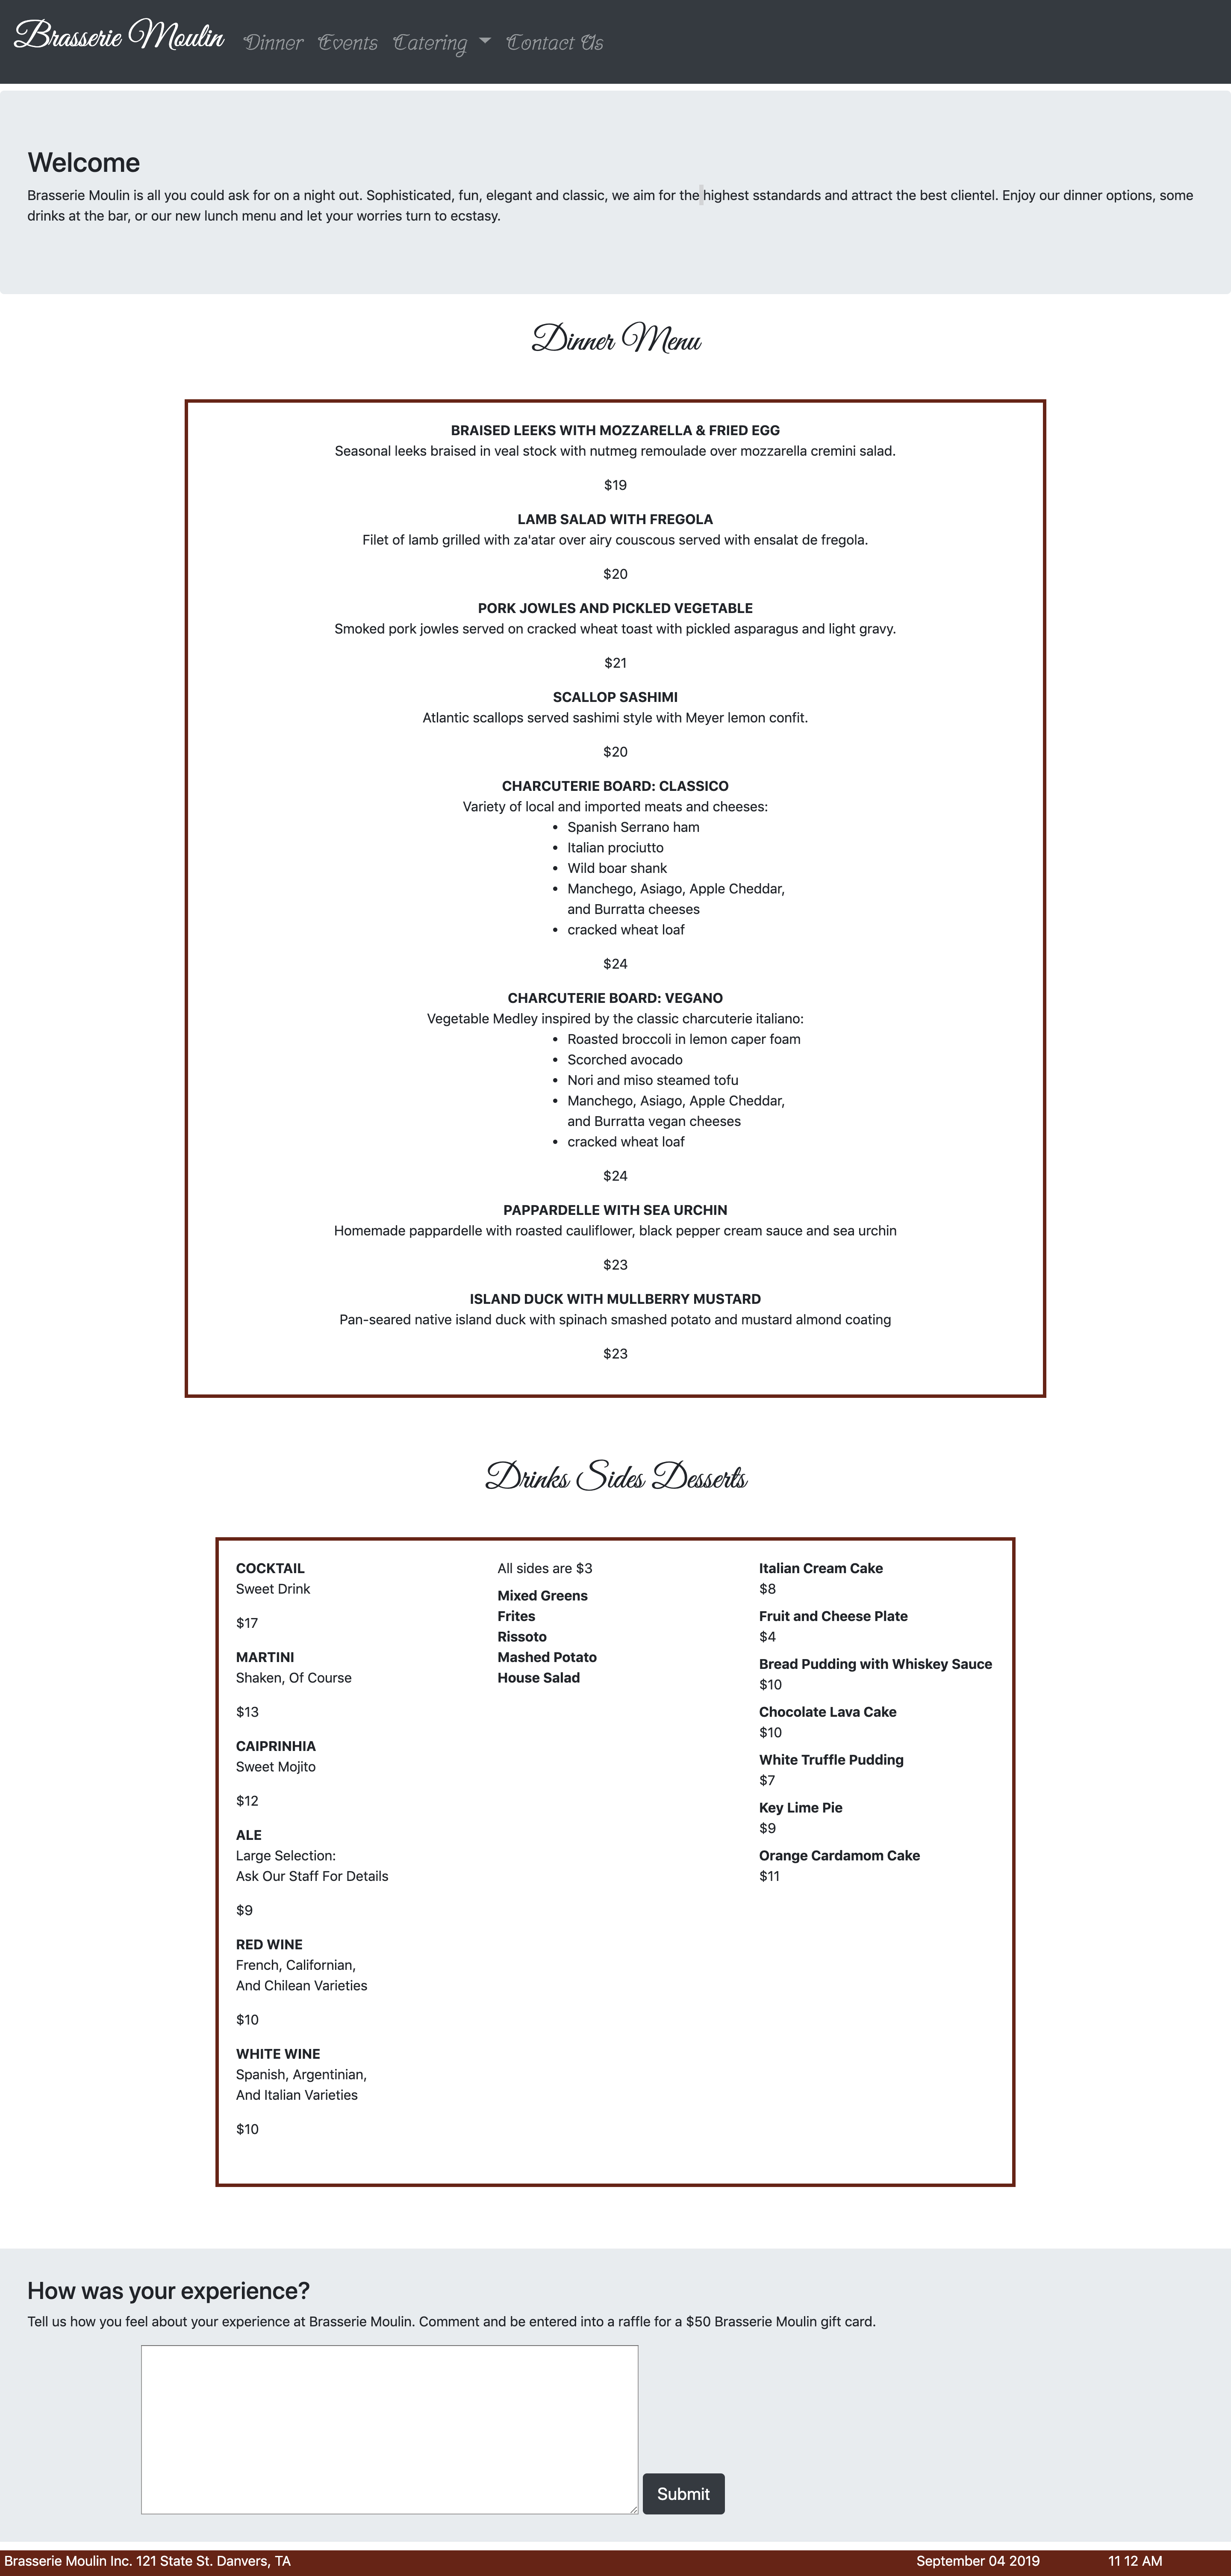 Brasserie Moulin Dinner Events Catering Contact Us
Welcome
Brasserie Moulin is all you could ask for on a night out. Sophisticated, fun, elegant and classic, we aim for the highest sstandards and attract the best clientel. Enjoy our dinner options, some
drinks at the bar, or our new lunch menu and let your worries turn to ecstasy.
Dinner Menu
BRAISED LEEKS WITH MOZZARELLA & FRIED EGG
Seasonal leeks braised in veal stock with nutmeg remoulade over mozzarella cremini salad.
$19
LAMB SALAD WITH FREGOLA
Filet of lamb grilled with za'atar over airy couscous served with ensalat de fregola.
$20
PORK JOWLES AND PICKLED VEGETABLE
Smoked pork jowles served on cracked wheat toast with pickled asparagus and light gravy.
$21
SCALLOP SASHIMI
Atlantic scallops served sashimi style with Meyer lemon confit.
$20
CHARCUTERIE BOARD: CLASSICO
Variety of local and imported meats and cheeses:
• Spanish Serrano ham
• Italian prociutto
• Wild boar shank
• Manchego, Asiago, Apple Cheddar,
and Burratta cheeses
• cracked wheat loaf
$24
CHARCUTERIE BOARD: VEGANO
Vegetable Medley inspired by the classic charcuterie italiano:
• Roasted broccoli in lemon caper foam
• Scorched avocado
• Nori and miso steamed tofu
• Manchego, Asiago, Apple Cheddar,
and Burratta vegan cheeses
• cracked wheat loaf
$24
PAPPARDELLE WITH SEA URCHIN
Homemade pappardelle with roasted cauliflower, black pepper cream sauce and sea urchin
$23
ISLAND DUCK WITH MULLBERRY MUSTARD
Pan-seared native island duck with spinach smashed potato and mustard almond coating
$23
Drinks Sides Desserts
COCKTAIL
Sweet Drink
$17
MARTINI
Shaken, Of Course
$13
CAIPRINHIA
Sweet Mojito
$12
ALE
Large Selection:
Ask Our Staff For Details
$9
RED WINE
French, Californian,
And Chilean Varieties
$10
WHITE WINE
Spanish, Argentinian,
And Italian Varieties
$10
All sides are $3
Mixed Greens
Frites
Rissoto
Mashed Potato
House Salad
Italian Cream Cake
$8
Fruit and Cheese Plate
$4
Bread Pudding with Whiskey Sauce
$10
Chocolate Lava Cake
$10
White Truffle Pudding
$7
Key Lime Pie
$9
Orange Cardamom Cake
$11
How was your experience?
Tell us how you feel about your experience at Brasserie Moulin. Comment and be entered into a raffle for a $50 Brasserie Moulin gift card.
Submit
Brasserie Moulin Inc. 121 State St. Danvers, TA September 04 2019 11 12 AM